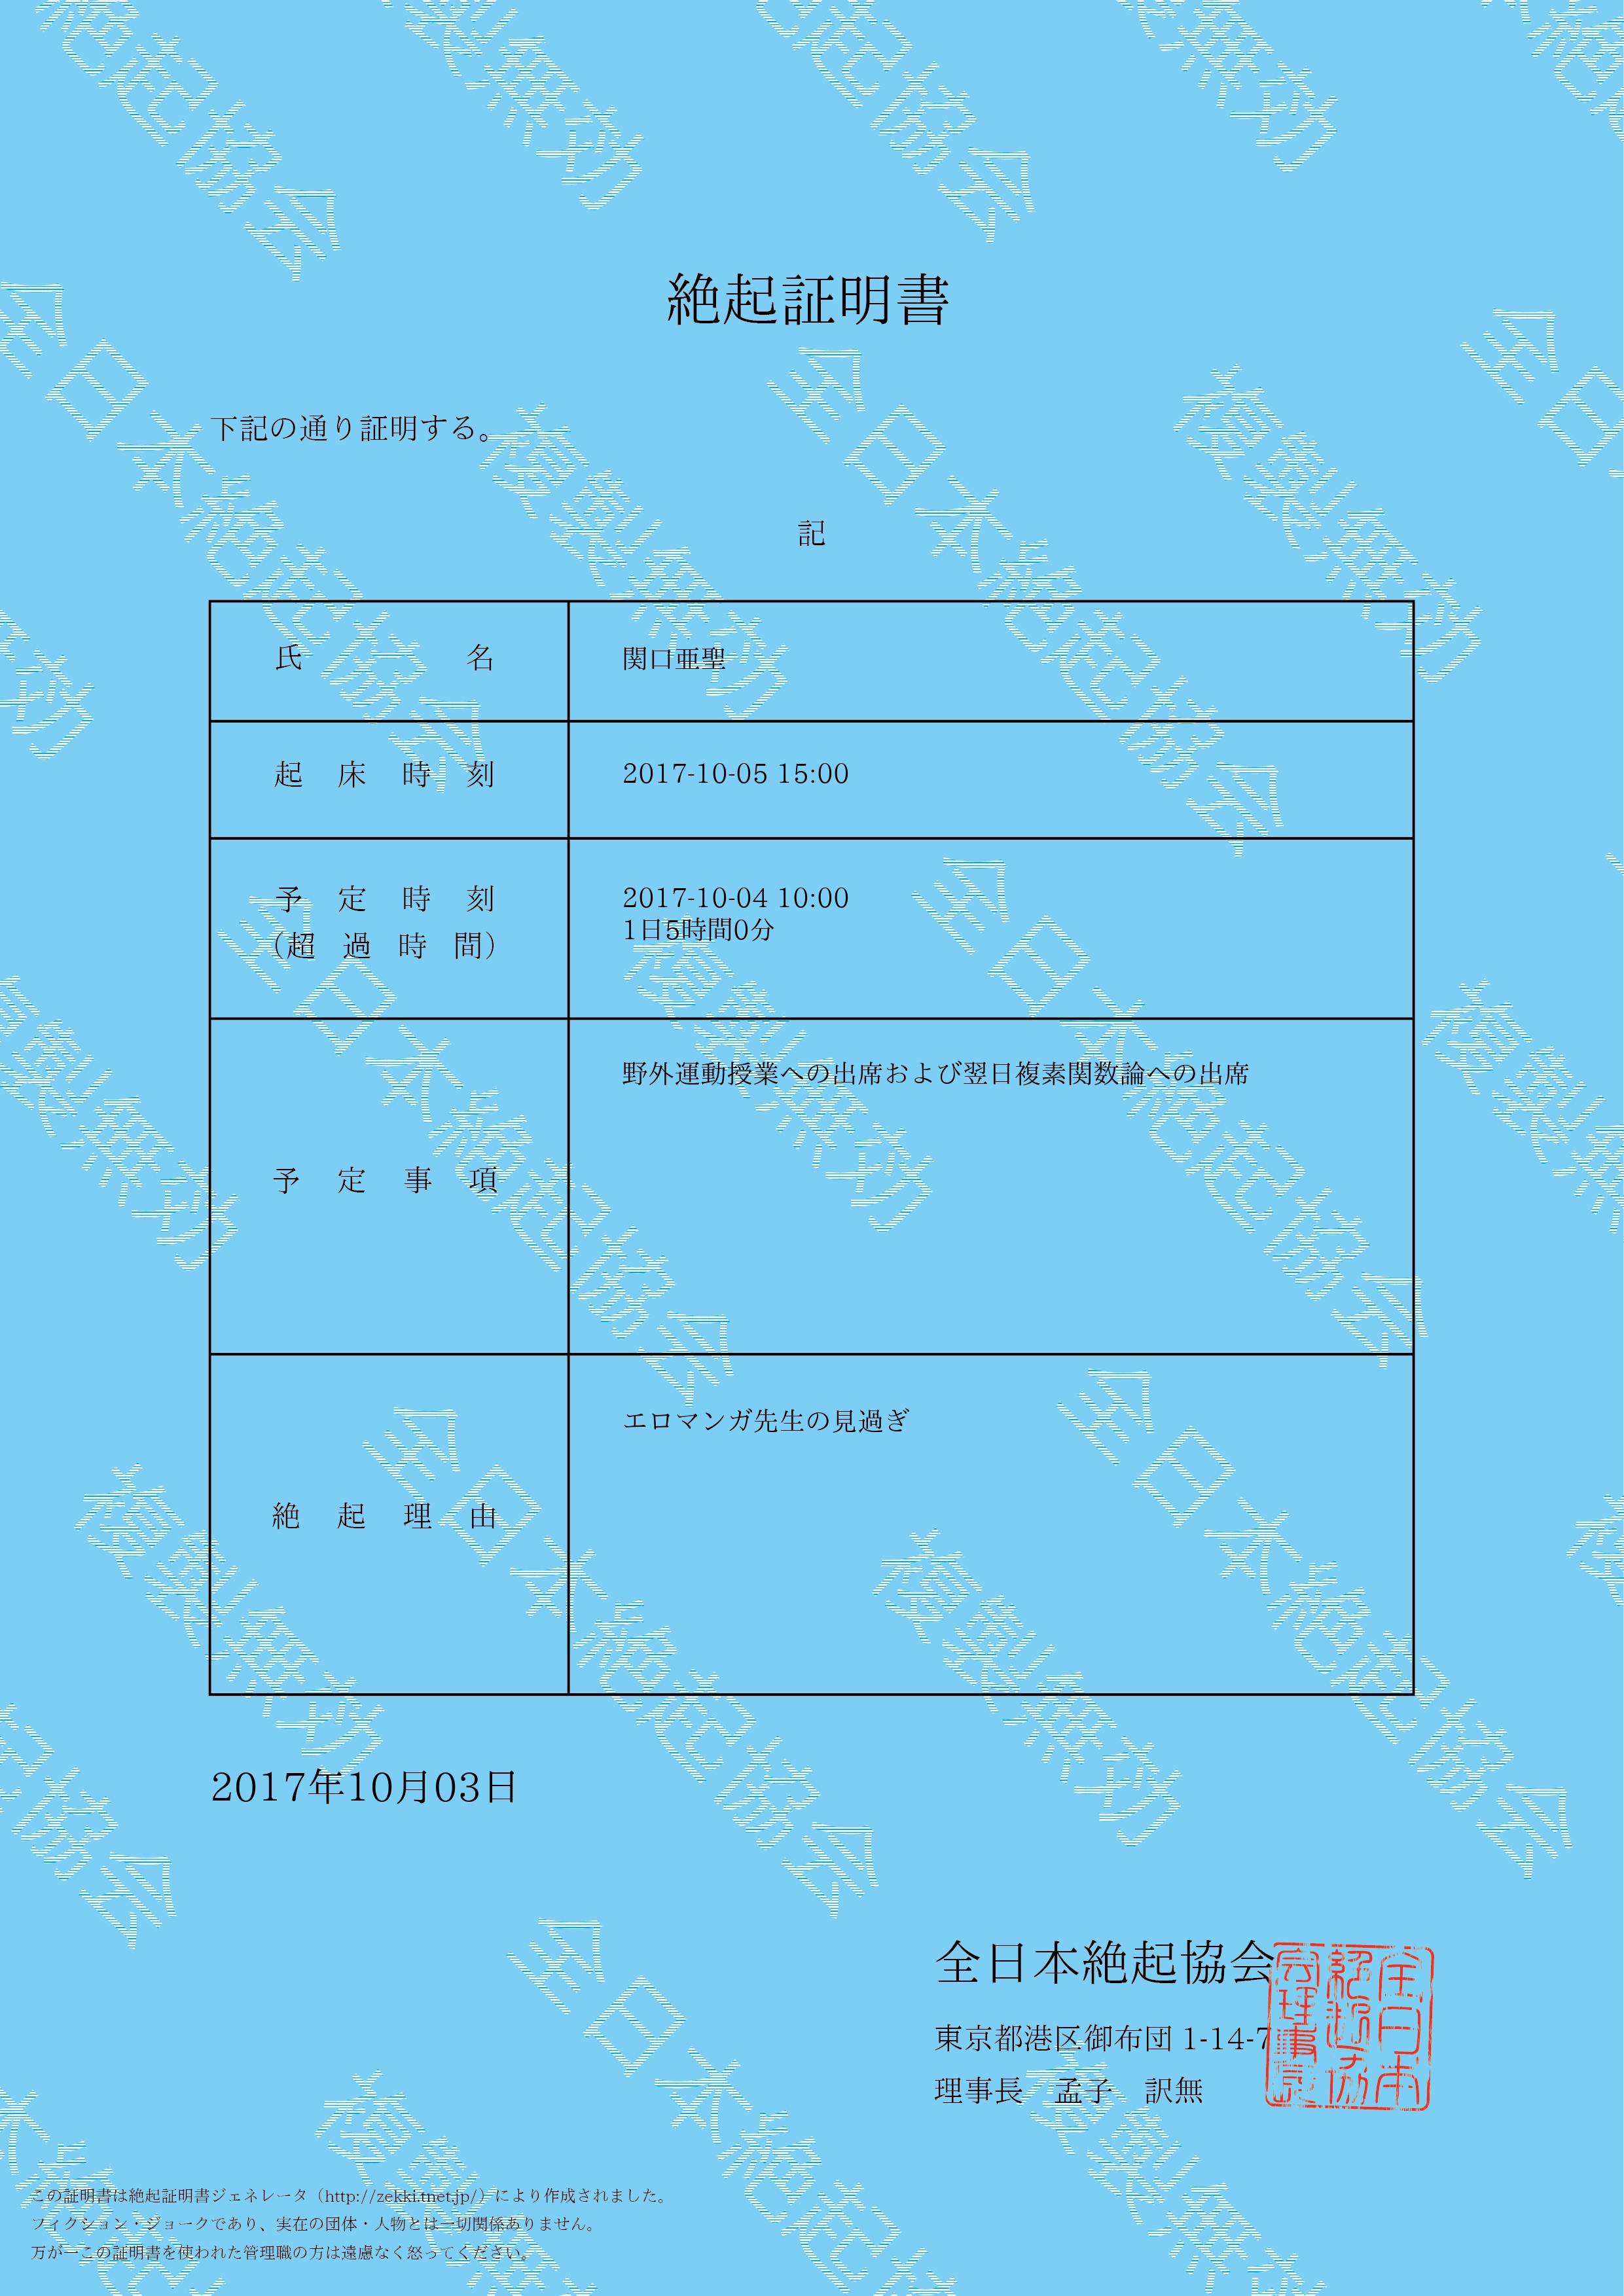 絶起証明書
下記の通り証明する。
記
氏名 関口亜聖
起床時刻 2017-10-05 15:00
予定時刻 2017-10-04 10:00
（超過時間） 1日5時間0分
予定事項 野外運動授業への出席および翌日複素関数論への出席
絶起理由 エロマンガ先生の見過ぎ
2017年10月03日
全日本絶起協会
東京都港区御布団 1-14-7
理事長　孟子　訳無
全日本絶起協会理事長
この証明書は絶起証明書ジェネレータ（http://zekki.tnet.jp/）により作成されました。
フィクション・ジョークであり、実在の団体・人物とは一切関係ありません。
万が一この証明書を使われた管理職の方は遠慮なく怒ってください。
全日本絶起協会
複製無効